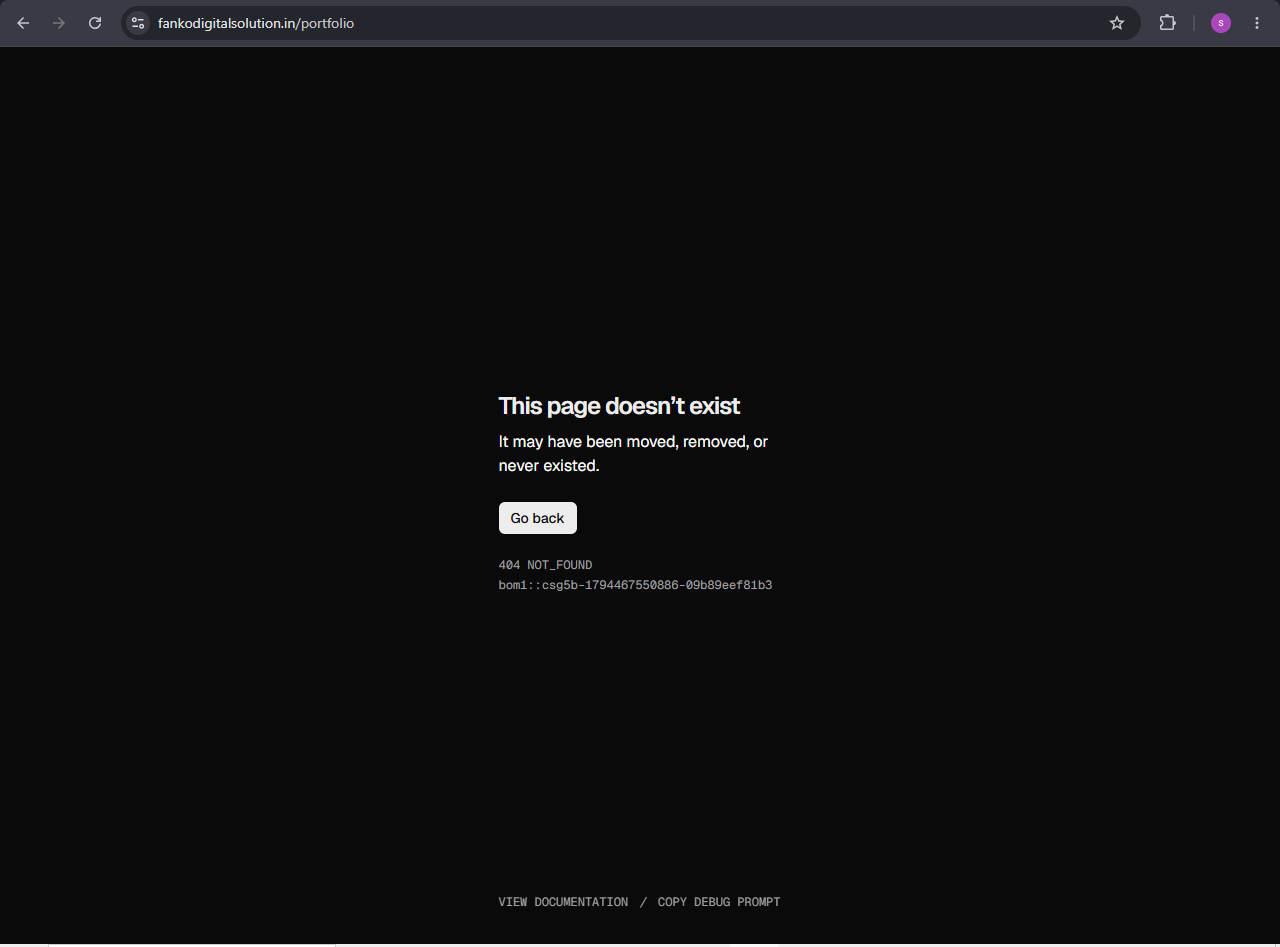 fankodigitalsolution.in/portfolio
S
This page doesn’t exist
It may have been moved, removed, or
never existed.
Go back
404 NOT_FOUND
bom1::csg5b-1794467550886-09b89eef81b3
VIEW DOCUMENTATION / COPY DEBUG PROMPT